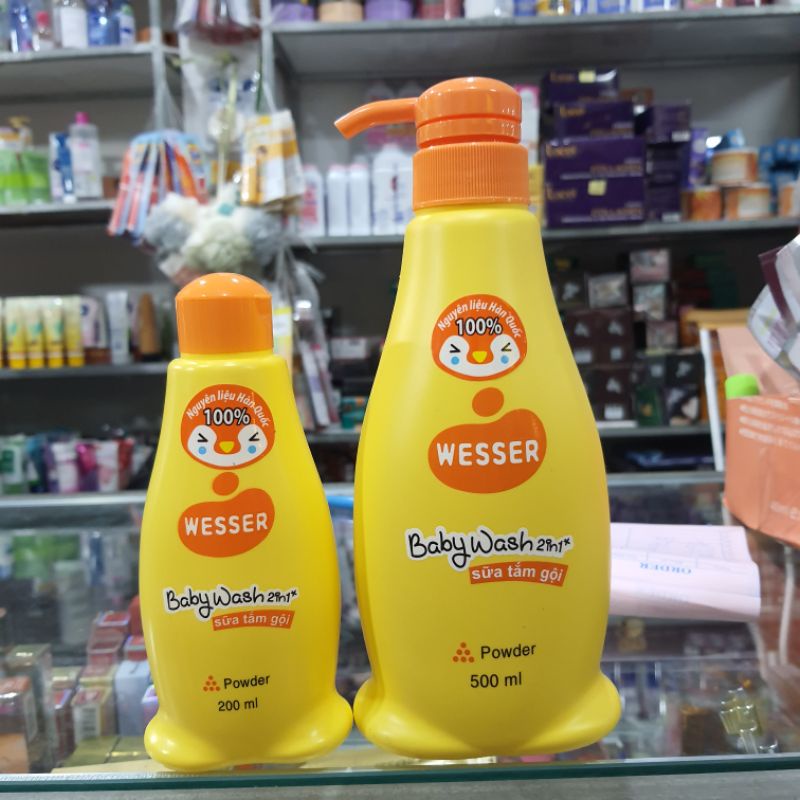 Nguyên liệu Hàn Quốc
100%
WESSER
Baby Wash 2in1*
sữa tắm gội
Powder
200 ml
Nguyên liệu Hàn Quốc
100%
WESSER
Baby Wash 2in1*
sữa tắm gội
Powder
500 ml
ORDER